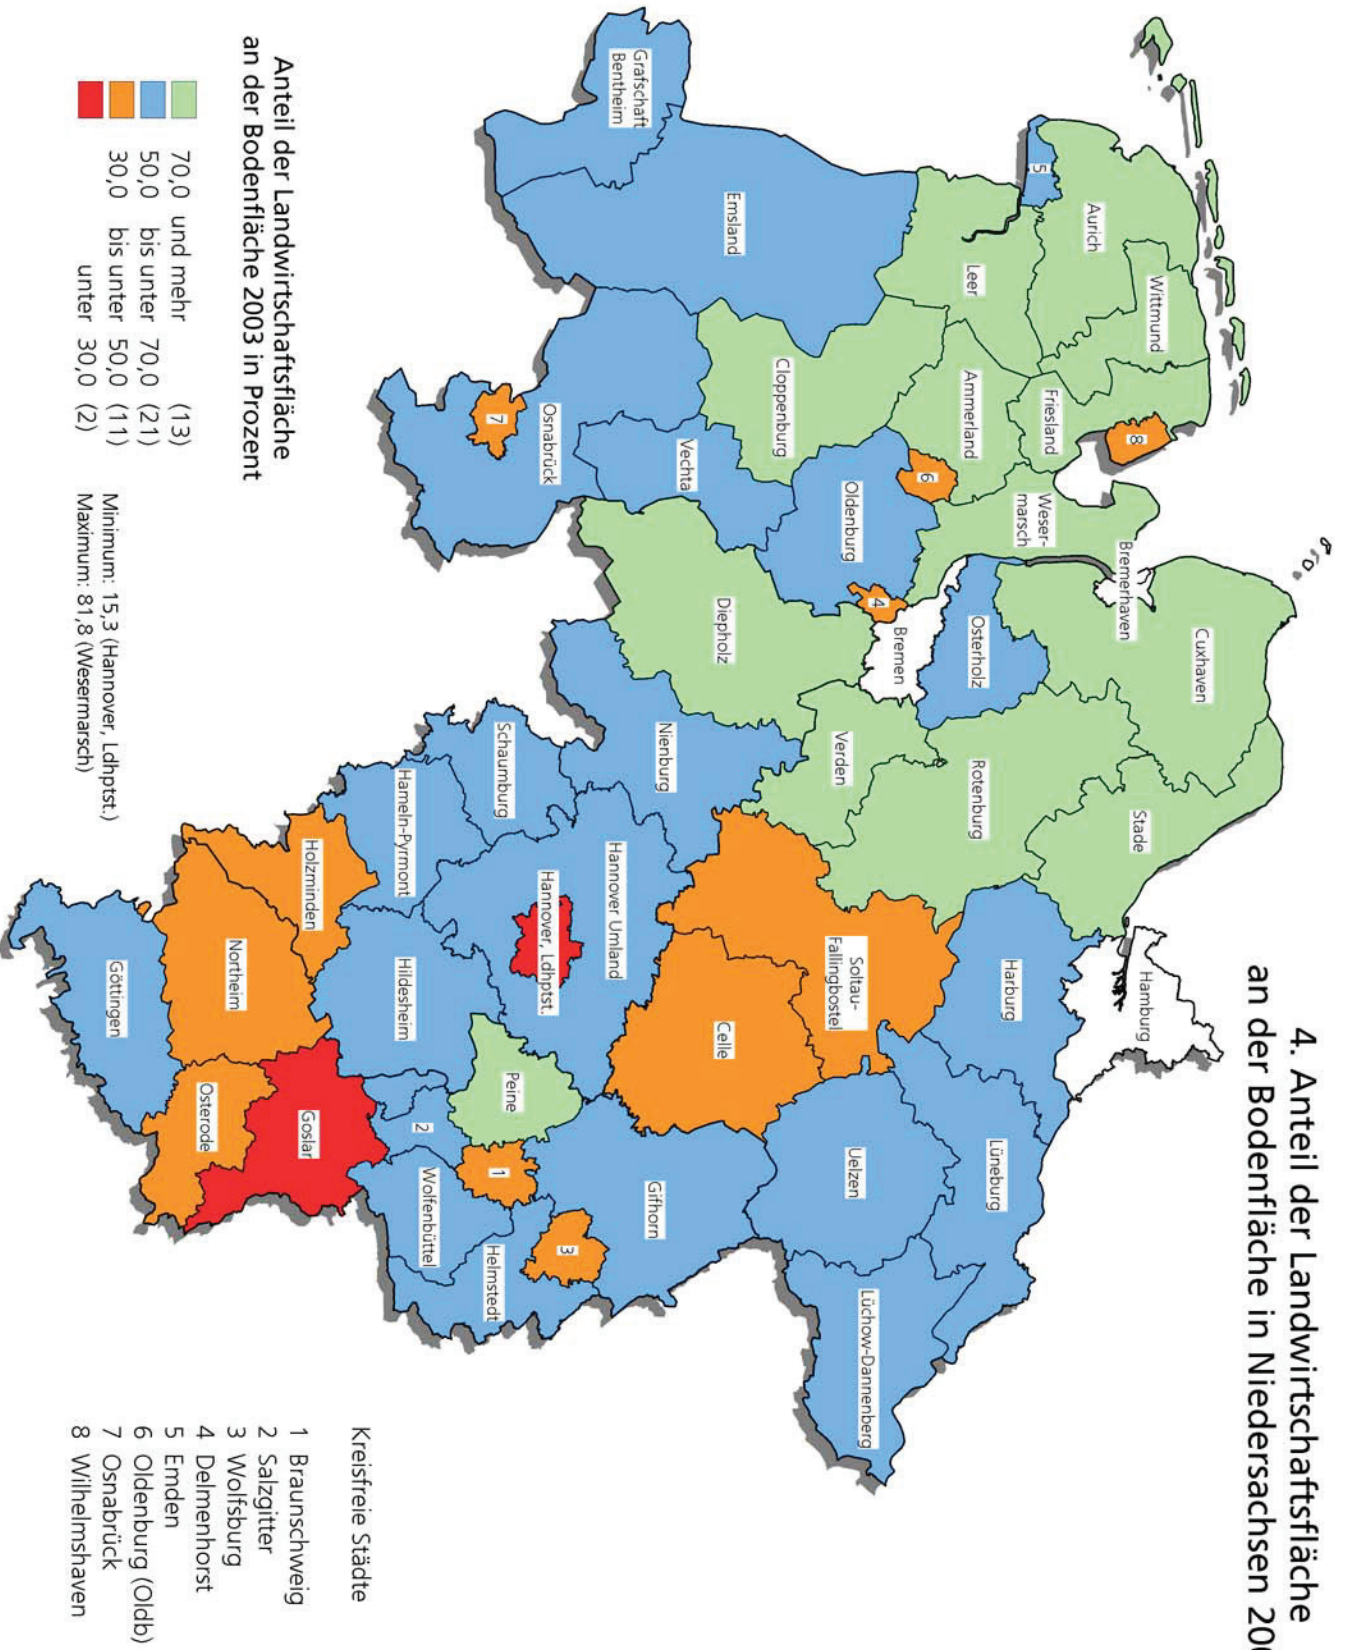 4. Anteil der Landwirtschaftsfläche
an der Bodenfläche in Niedersachsen
Wittmund
Aurich
8
5
Friesland
Leer
Ammerland
Weser-
marsch
6
Bremerhaven
Cuxhaven
Stade
Hamburg
Osterholz
Rotenburg
Harburg
Lüneburg
Emsland
Cloppenburg
Oldenburg
4
Bremen
Verden
Soltau-
Fallingbostel
Uelzen
Lüchow-Dannenberg
Grafschaft
Bentheim
Vechta
Diepholz
Nienburg
Celle
Osnabrück
7
Hannover Umland
Hannover, Ldhptst.
Gifhorn
Schaumburg
Peine
1
3
Hameln-Pyrmont
Hildesheim
2
Wolfenbüttel
Helmstedt
Holzminden
Goslar
Northeim
Osterode
Göttingen
Anteil der Landwirtschaftsfläche
an der Bodenfläche 2003 in Prozent
70,0 und mehr (13)
50,0 bis unter 70,0 (21)
30,0 bis unter 50,0 (11)
unter 30,0 (2)
Minimum: 15,3 (Hannover, Ldhptst.)
Maximum: 81,8 (Wesermarsch)
Kreisfreie Städte
1 Braunschweig
2 Salzgitter
3 Wolfsburg
4 Delmenhorst
5 Emden
6 Oldenburg (Oldb)
7 Osnabrück
8 Wilhelmshaven